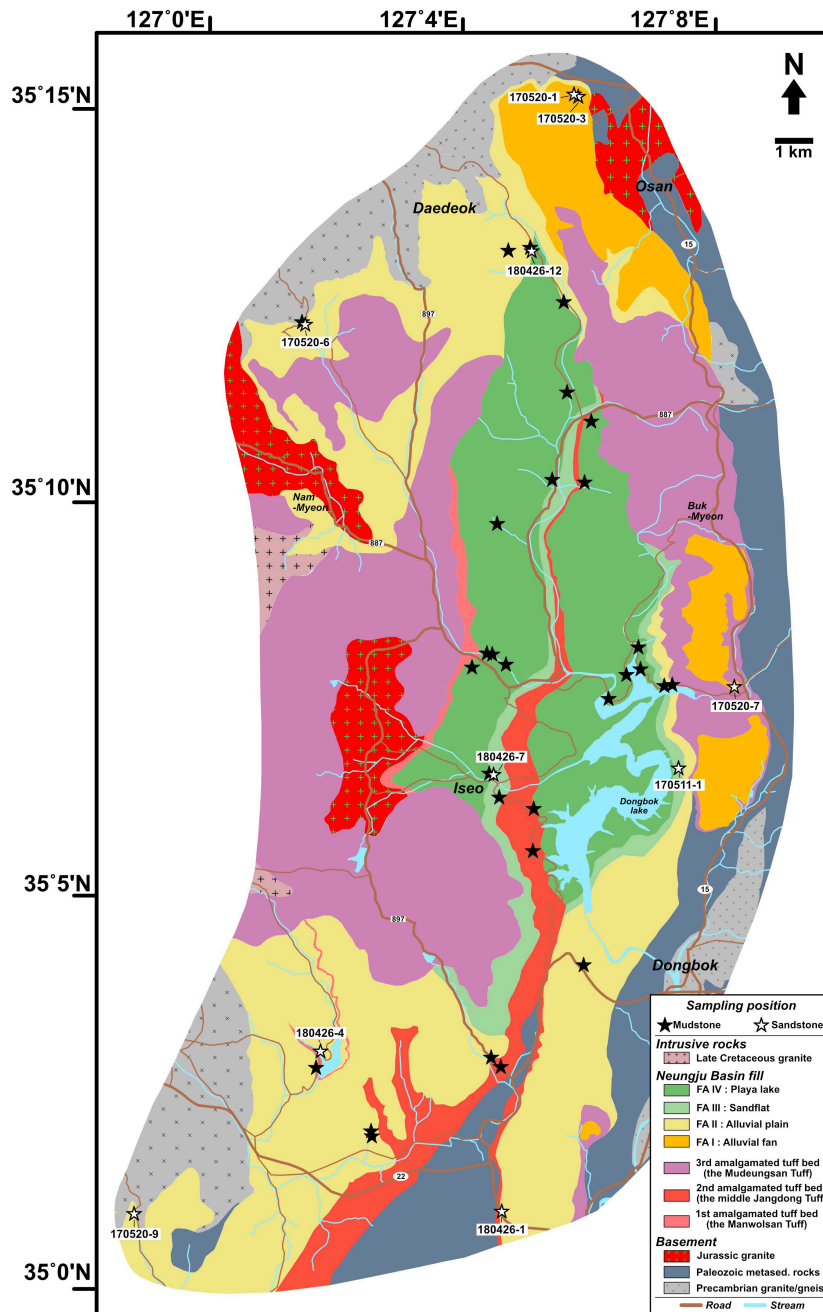 127°0'E 127°4'E 127°8'E
35°15'N
170520-1
170520-3
N
1 km
Osan
Daedeok
15
180426-12
897
170520-6
887
35°10'N
Nam
-Myeon
Buk
-Myeon
887
170520-7
180426-7
170511-1
Iseo
Dongbok
lake
35°5'N
15
897
Dongbok
180426-4
22
170520-9
180426-1
35°0'N
Sampling position
Mudstone Sandstone
Intrusive rocks
Late Cretaceous granite
Neungju Basin fill
FA IV : Playa lake
FA III : Sandflat
FA II : Alluvial plain
FA I : Alluvial fan
3rd amalgamated tuff bed
(the Mudeungsan Tuff)
2nd amalgamated tuff bed
(the middle Jangdong Tuff
1st amalgamated tuff bed
(the Manwolsan Tuff)
Basement
Jurassic granite
Paleozoic metased. rocks
Precambrian granite/gneis
Road Stream